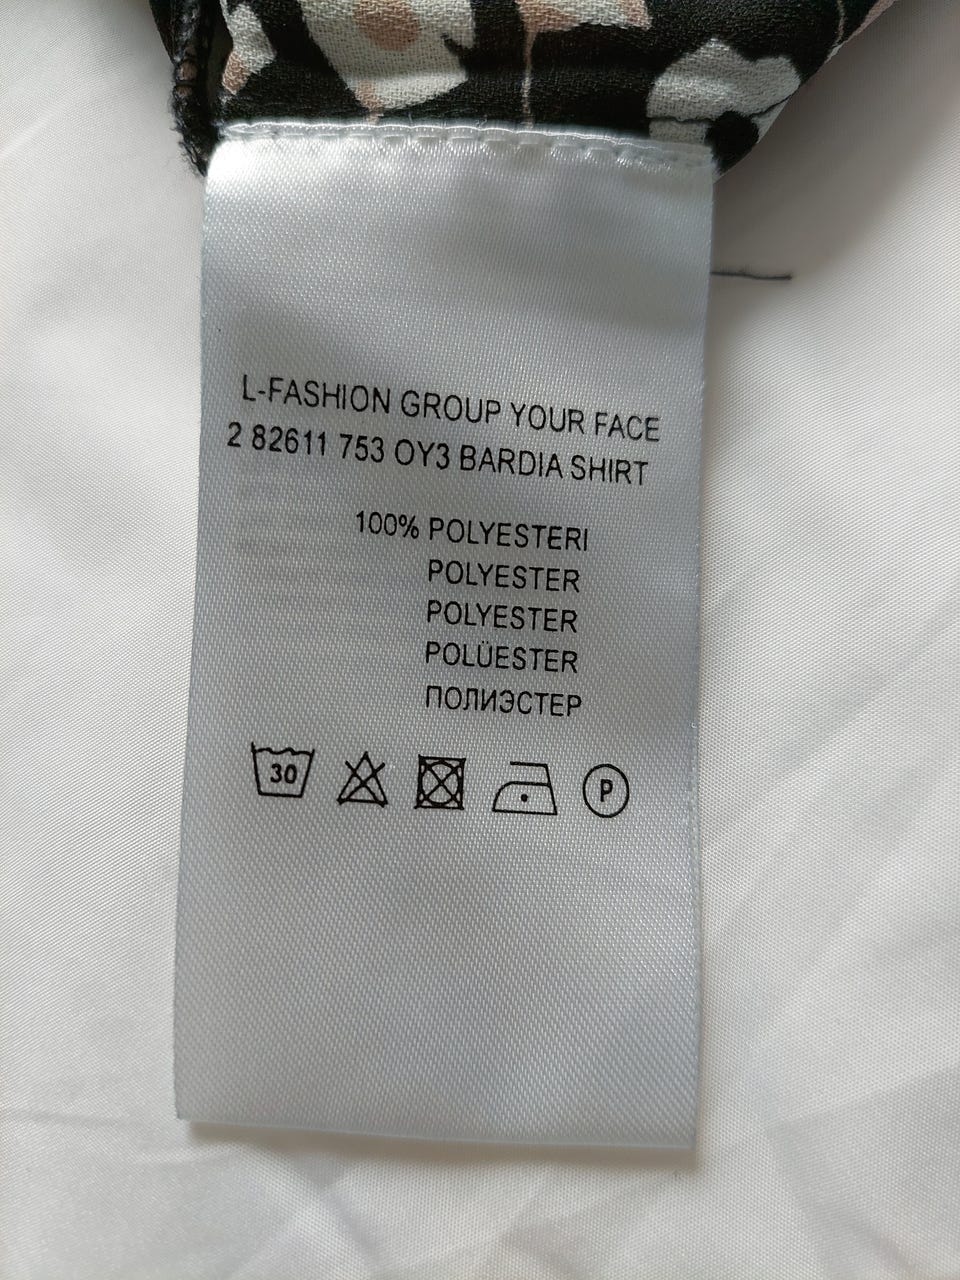 L-FASHION GROUP YOUR FACE
2 82611 753 OY3 BARDIA SHIRT
100% POLYESTERI
POLYESTER
POLYESTER
POLÜESTER
ПОЛИЭСТЕР
30 P